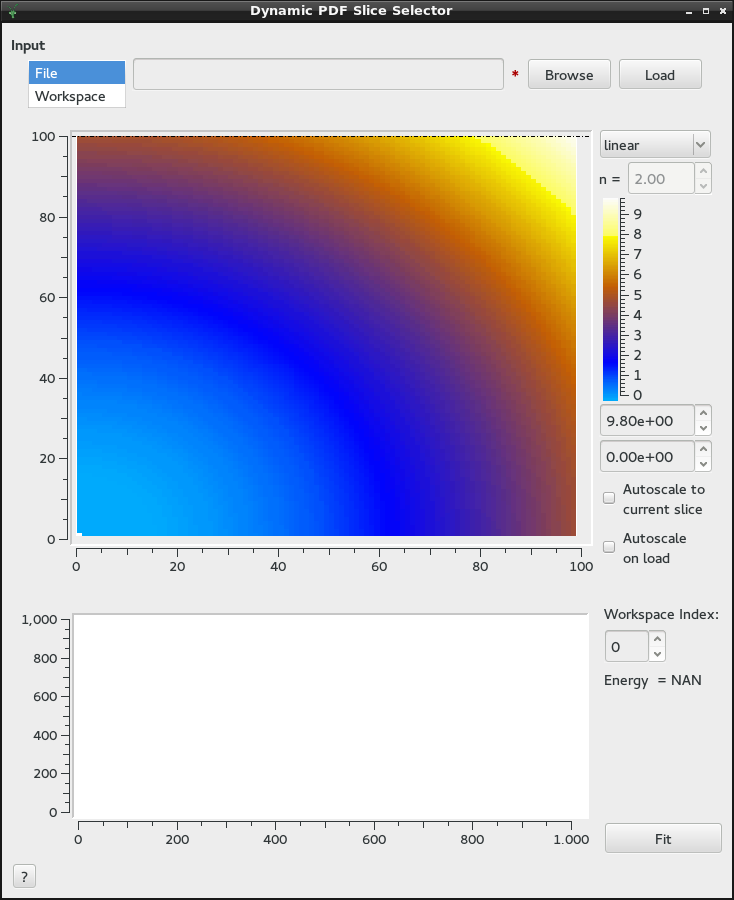 Dynamic PDF Slice Selector
Input
File
Workspace
*
Browse
Load
100
80
60
40
20
0
0 20 40 60 80 100
linear
n = 2.00
9
8
7
6
5
4
3
2
1
0
9.80e+00
0.00e+00
Autoscale to
current slice
Autoscale
on load
1,000
800
600
400
200
0
0 200 400 600 800 1.000
Workspace Index:
0
Energy = NAN
Fit
?